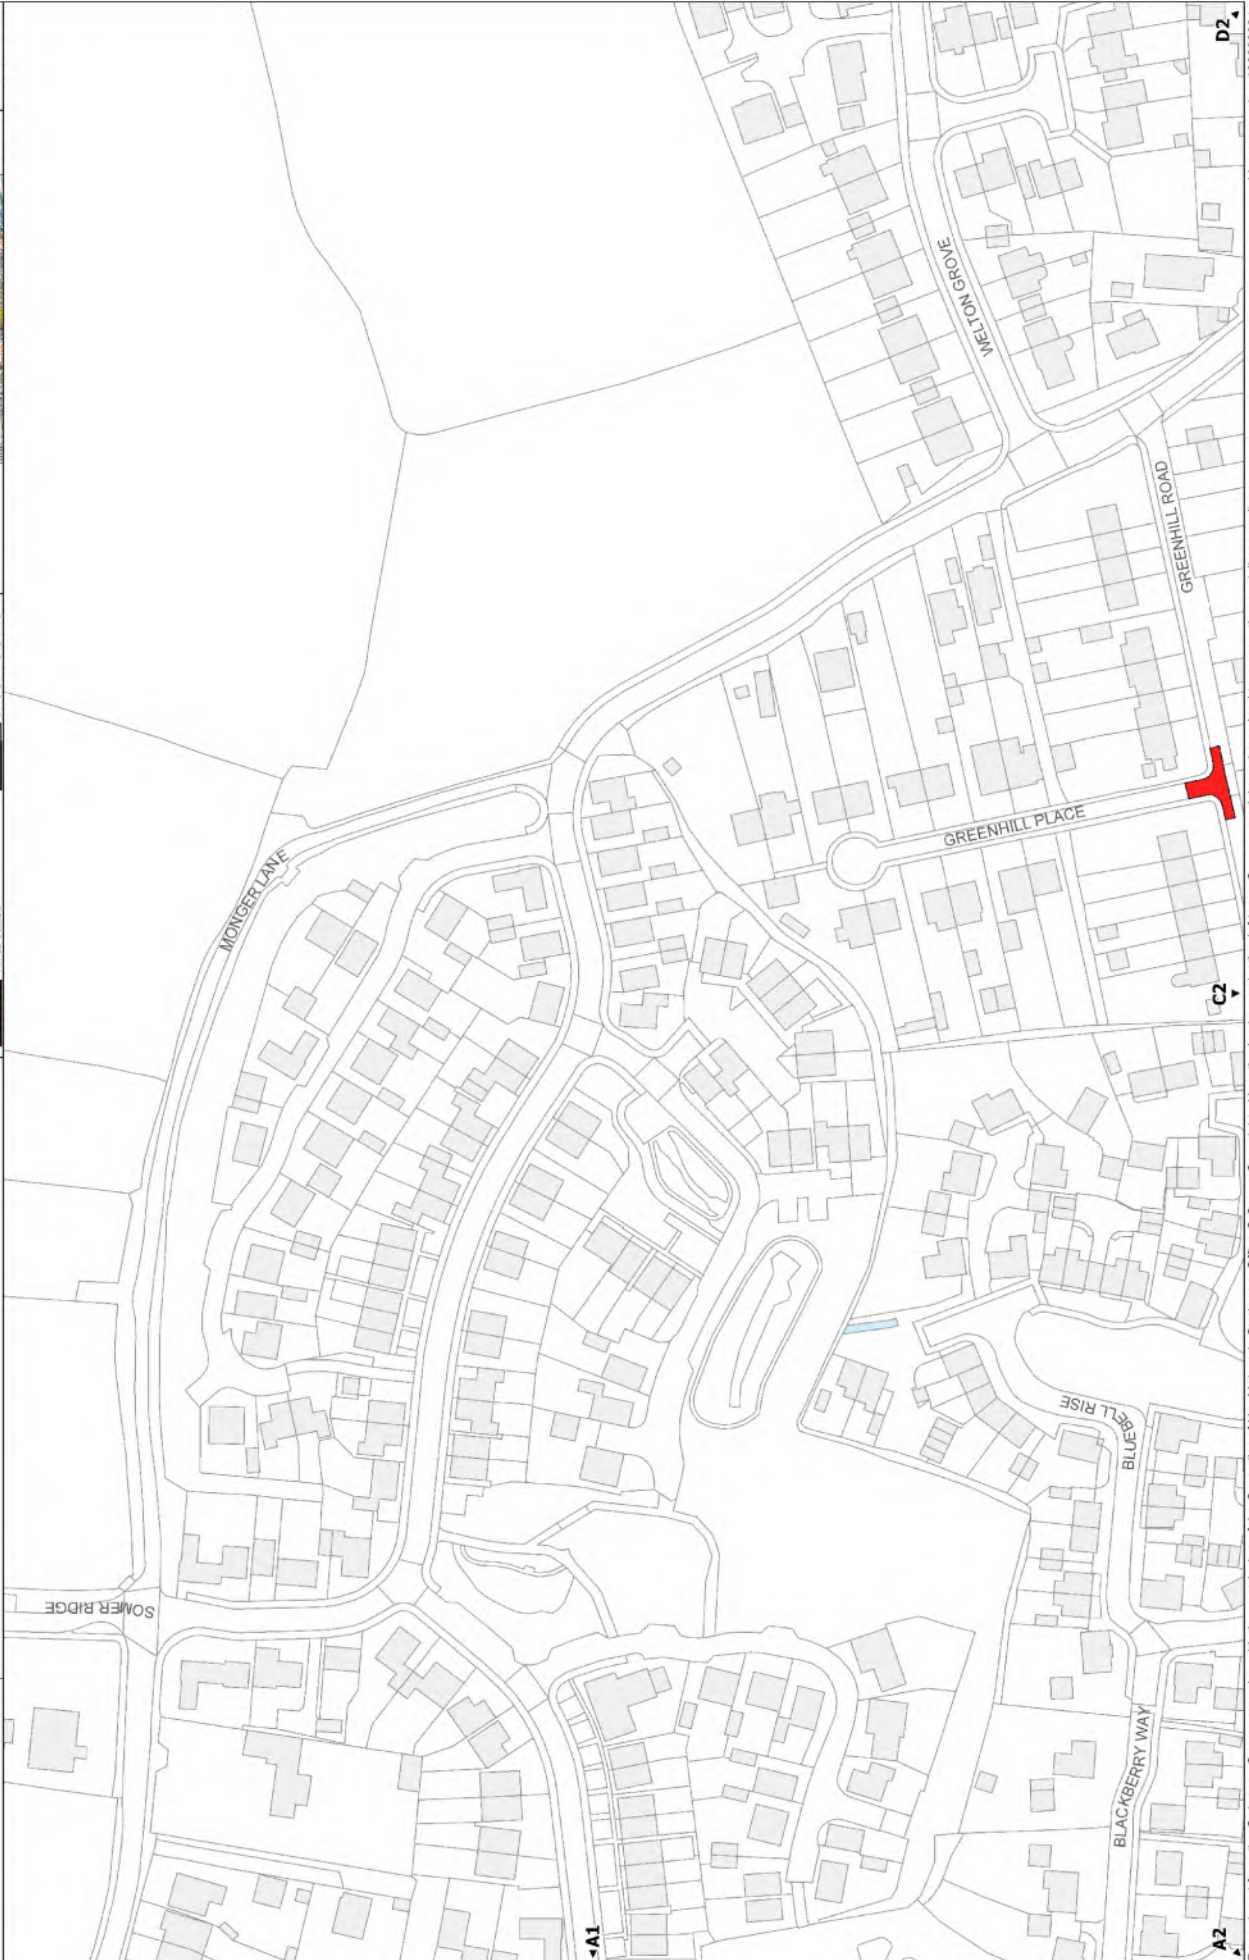 D2
WELTON GROVE
GREENHILL ROAD
GREENHILL PLACE
MONGER LANE
C2
BLUEBELL RISE
SOMER RIDGE
BLACKBERRY WAY
A1
A2